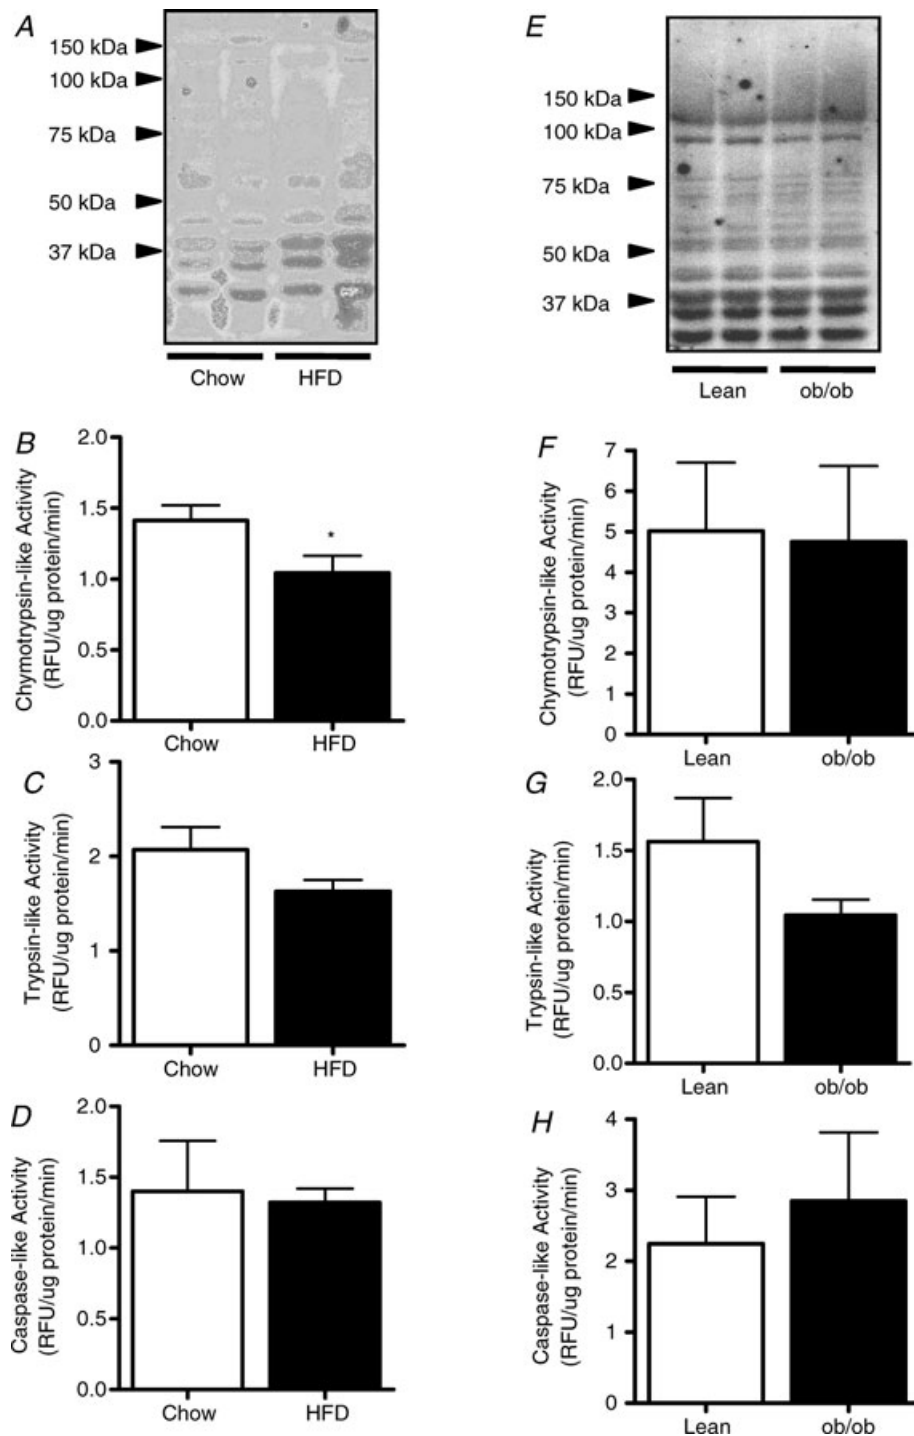 A
150 kDa
100 kDa
75 kDa
50 kDa
37 kDa
Chow HFD
B
Chymotrypsin-like Activity
(RFU/ug protein/min)
2.0
1.5
1.0
0.5
0.0
*
Chow HFD
C
Trypsin-like Activity
(RFU/ug protein/min)
3
2
1
0
Chow HFD
D
Caspase-like Activity
(RFU/ug protein/min)
2.0
1.5
1.0
0.5
0.0
Chow HFD
E
150 kDa
100 kDa
75 kDa
50 kDa
37 kDa
Lean ob/ob
F
Chymotrypsin-like Activity
(RFU/ug protein/min)
7
6
5
4
3
2
1
0
Lean ob/ob
G
Trypsin-like Activity
(RFU/ug protein/min)
2.0
1.5
1.0
0.5
0.0
Lean ob/ob
H
Caspase-like Activity
(RFU/ug protein/min)
4
3
2
1
0
Lean ob/ob